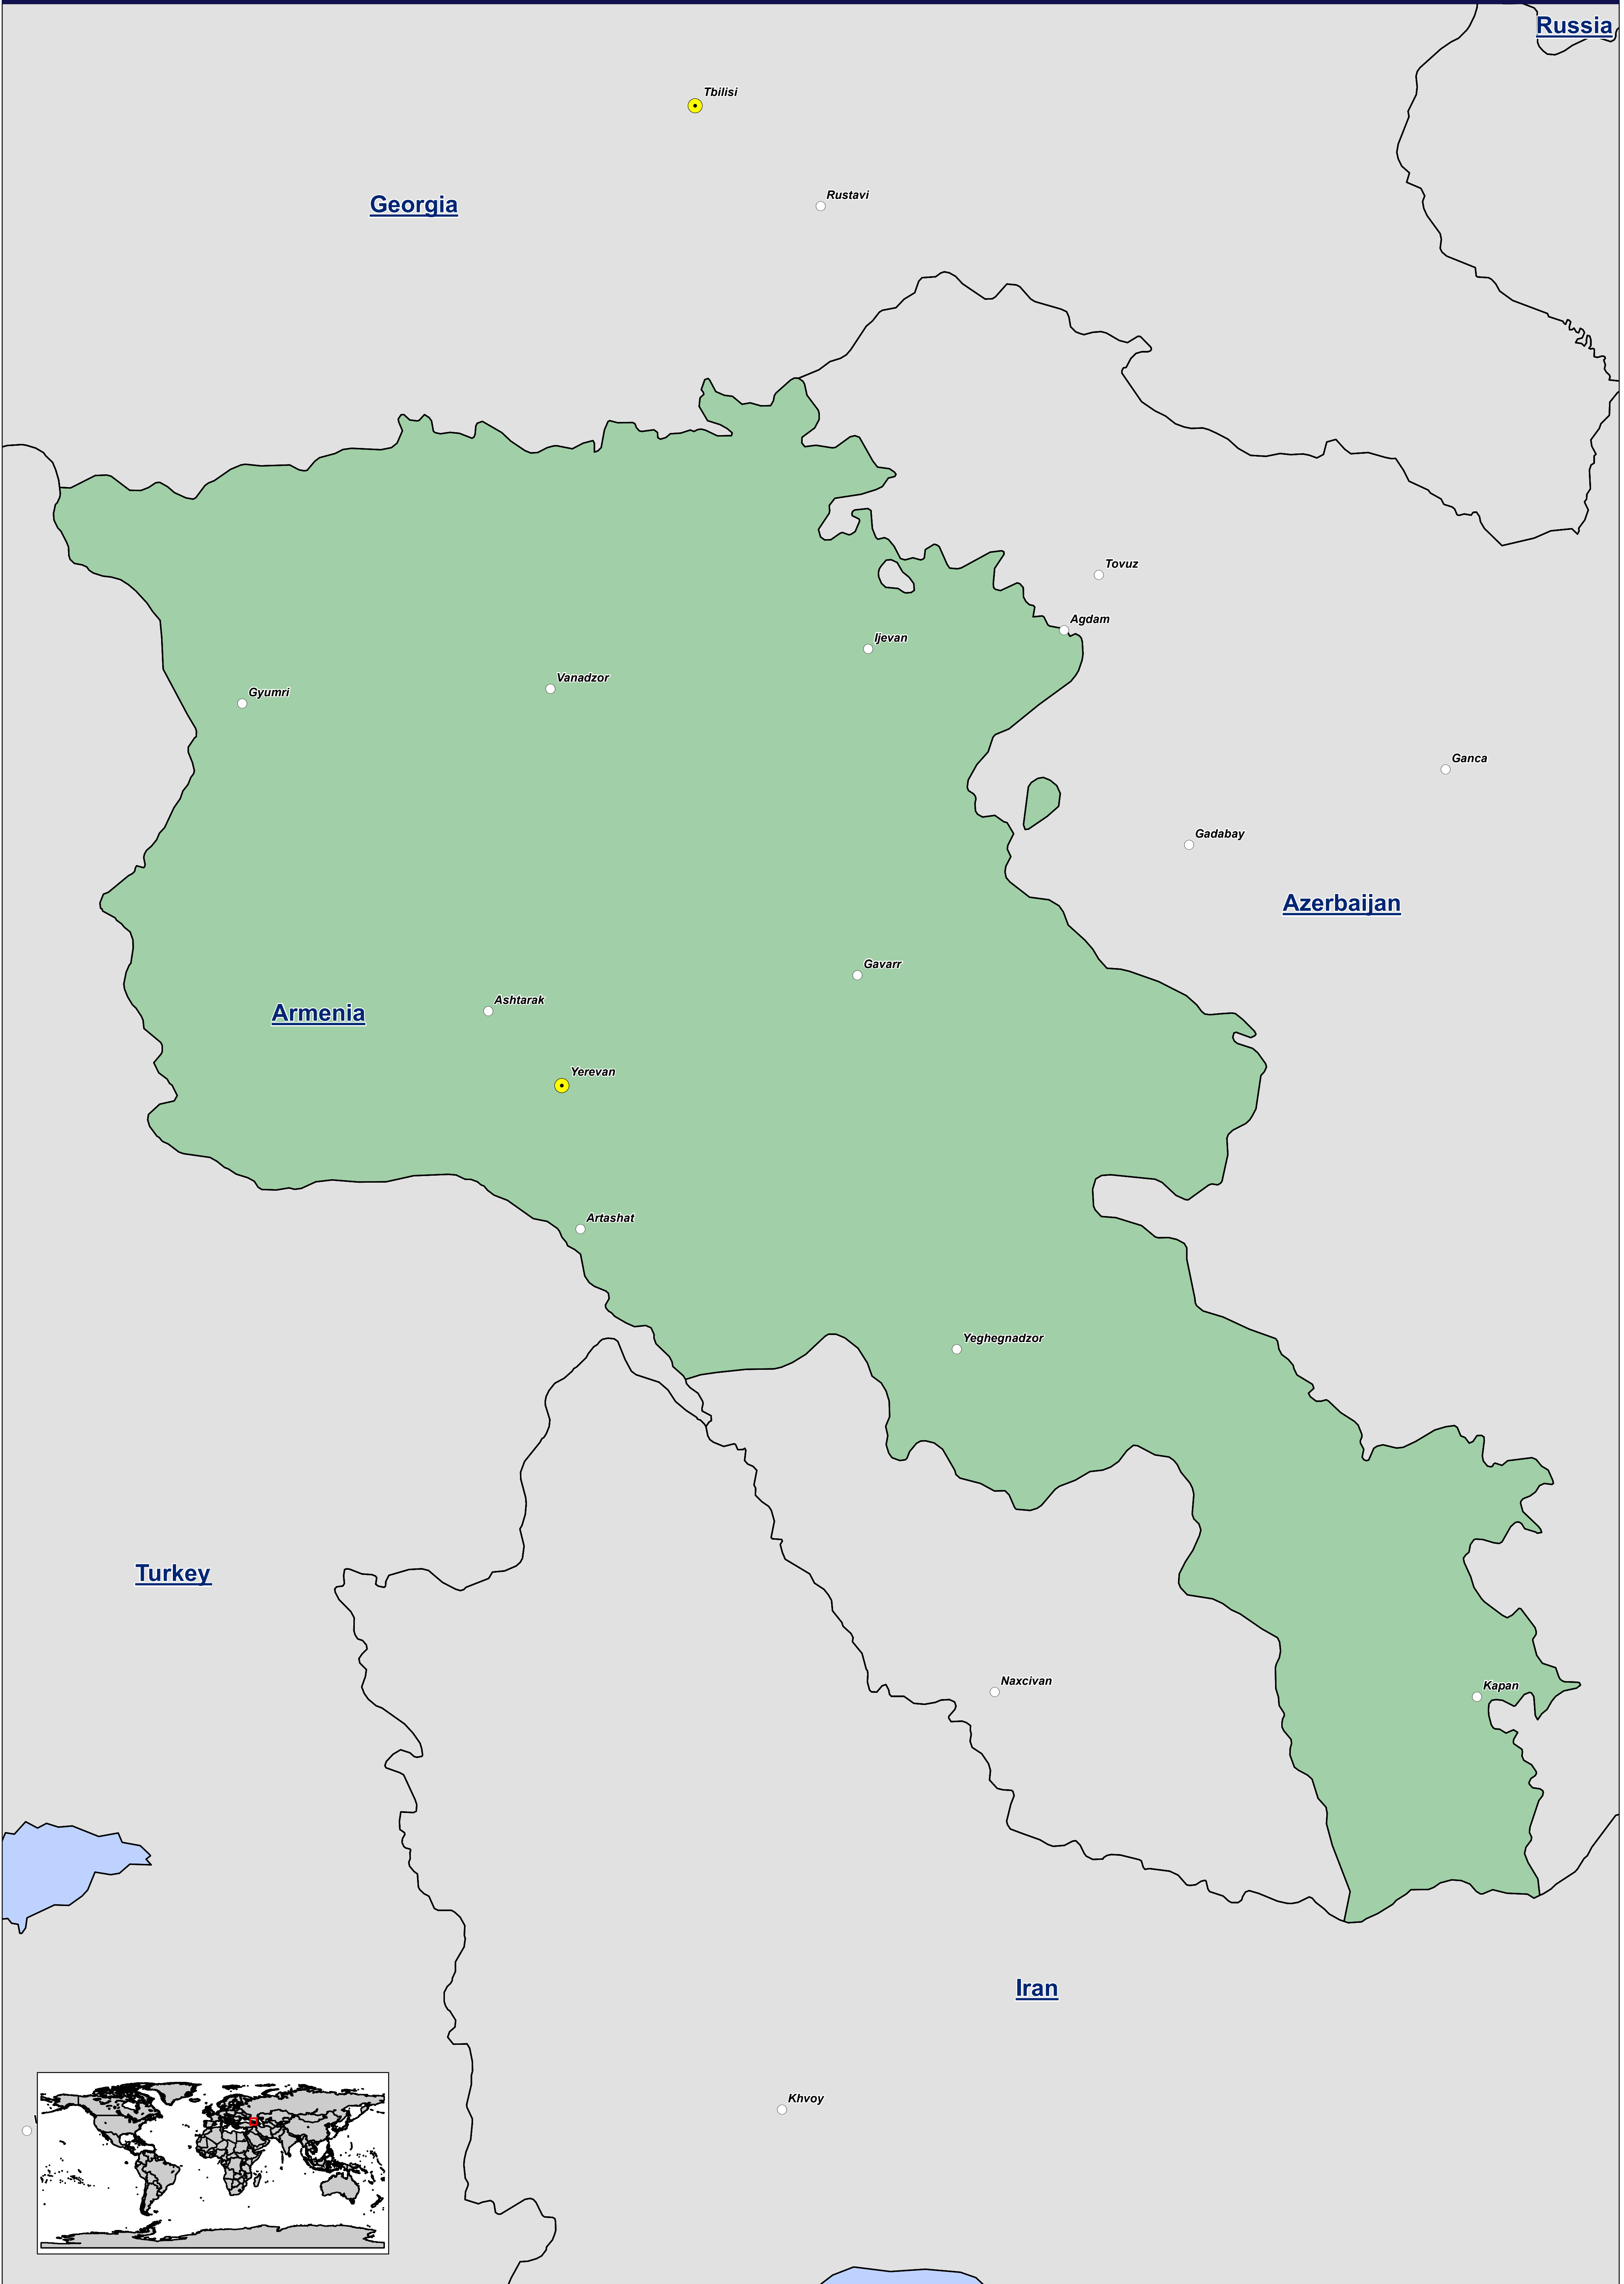 Russia
Tbilisi
Rustavi
Georgia
Tovuz
Agdam
Ijevan
Vanadzor
Gyumri
Ganca
Gadabay
Azerbaijan
Gavarr
Ashtarak
Armenia
Yerevan
Artashat
Yeghegnadzor
Turkey
Naxcivan
Kapan
Iran
Khvoy